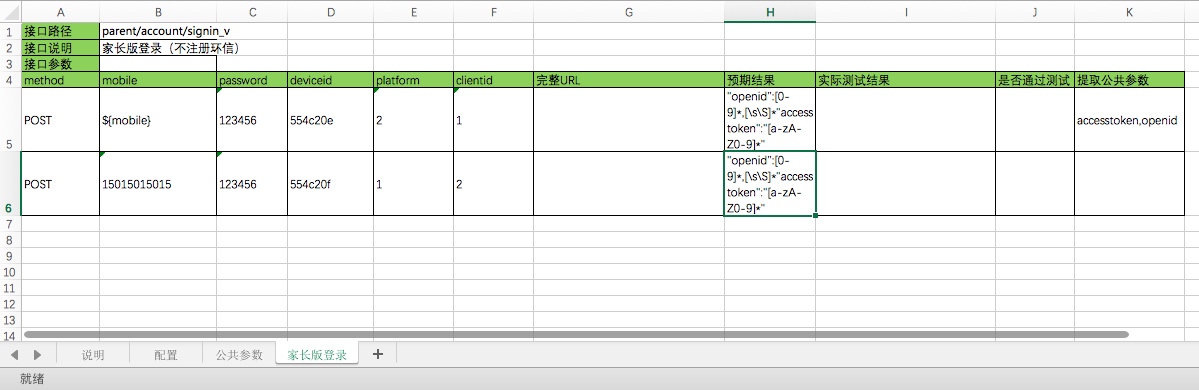 A B C D E F G H I J K
1 接口路径 parent/account/signin_v
2 接口说明 家长版登录（不注册环信）
3 接口参数
4 method mobile password deviceid platform clientid 完整URL 预期结果 实际测试结果 是否通过测试 提取公共参数
"openid":[0-
9]*,[\s\S]*"access
POST ${mobile} 123456 554c20e 2 1 token":"[a-zA- accesstoken,openid
5 Z0-9]*"
"openid":[0-
9]*,[\s\S]*"access
POST 15015015015 123456 554c20f 1 2 token":"[a-zA-
6 Z0-9]*"
7
8
9
10
11
12
13
14
说明 配置 公共参数 家长版登录 +
就绪